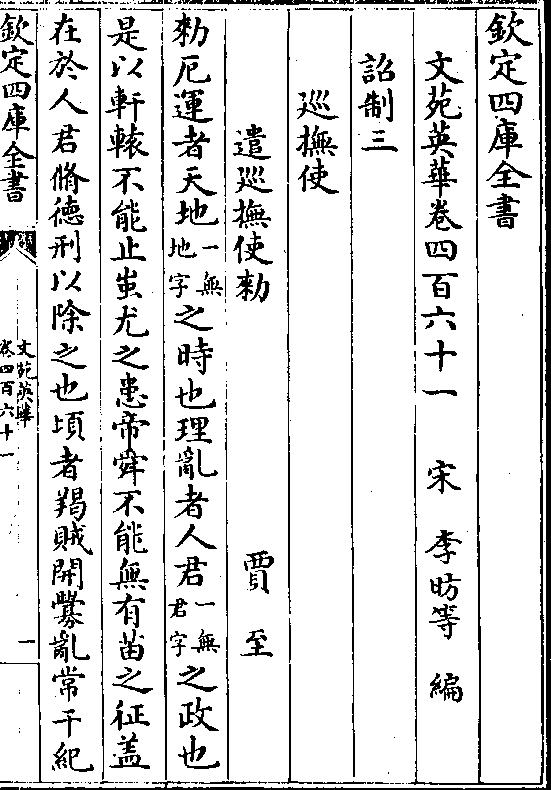 欽定四庫全書
文苑英華卷四百六十一 宋 李昉等 編
詔制三
巡撫使
遣巡撫使勑 賈至
勑厄運者天地一無地字之時也理亂者人君一無君字之政也
是以軒轅不能止蚩尤之患帝舜不能無有苗之征盖
在於人君脩德刑以除之也頃者羯賊開釁亂常干紀
欽定四庫全書
文苑英華
卷四百六十一
一